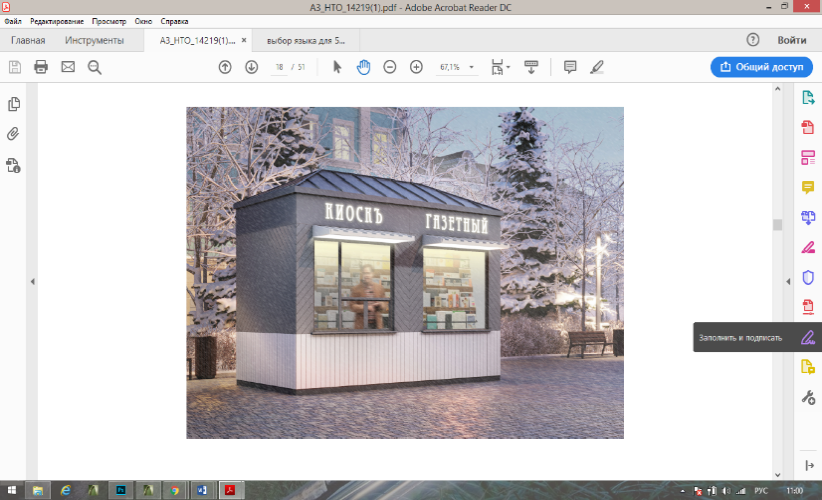 A3_НТО_14219(1).pdf - Adobe Acrobat Reader DC
Файл Редактирование Просмотр Окно Справка
Главная Инструменты A3_НТО_14219(1).... × выбор языка для 5... Войти
18 / 51 67,1% Общий доступ
КИОСКЪ ГАЗЕТНЫЙ
Заполнить и подписать
РУС 11:00